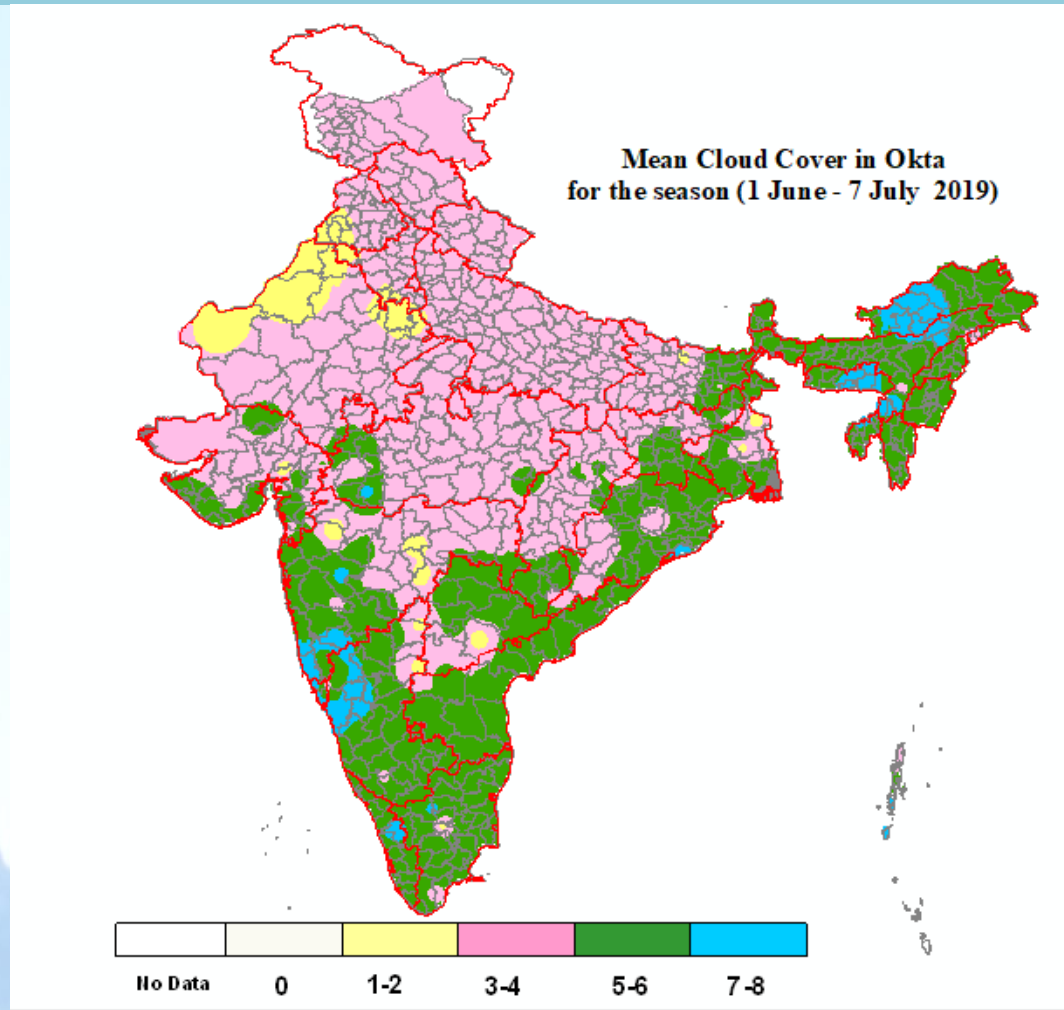 Mean Cloud Cover in Okta
for the season (1 June - 7 July 2019)
No Data 0 1-2 3-4 5-6 7-8